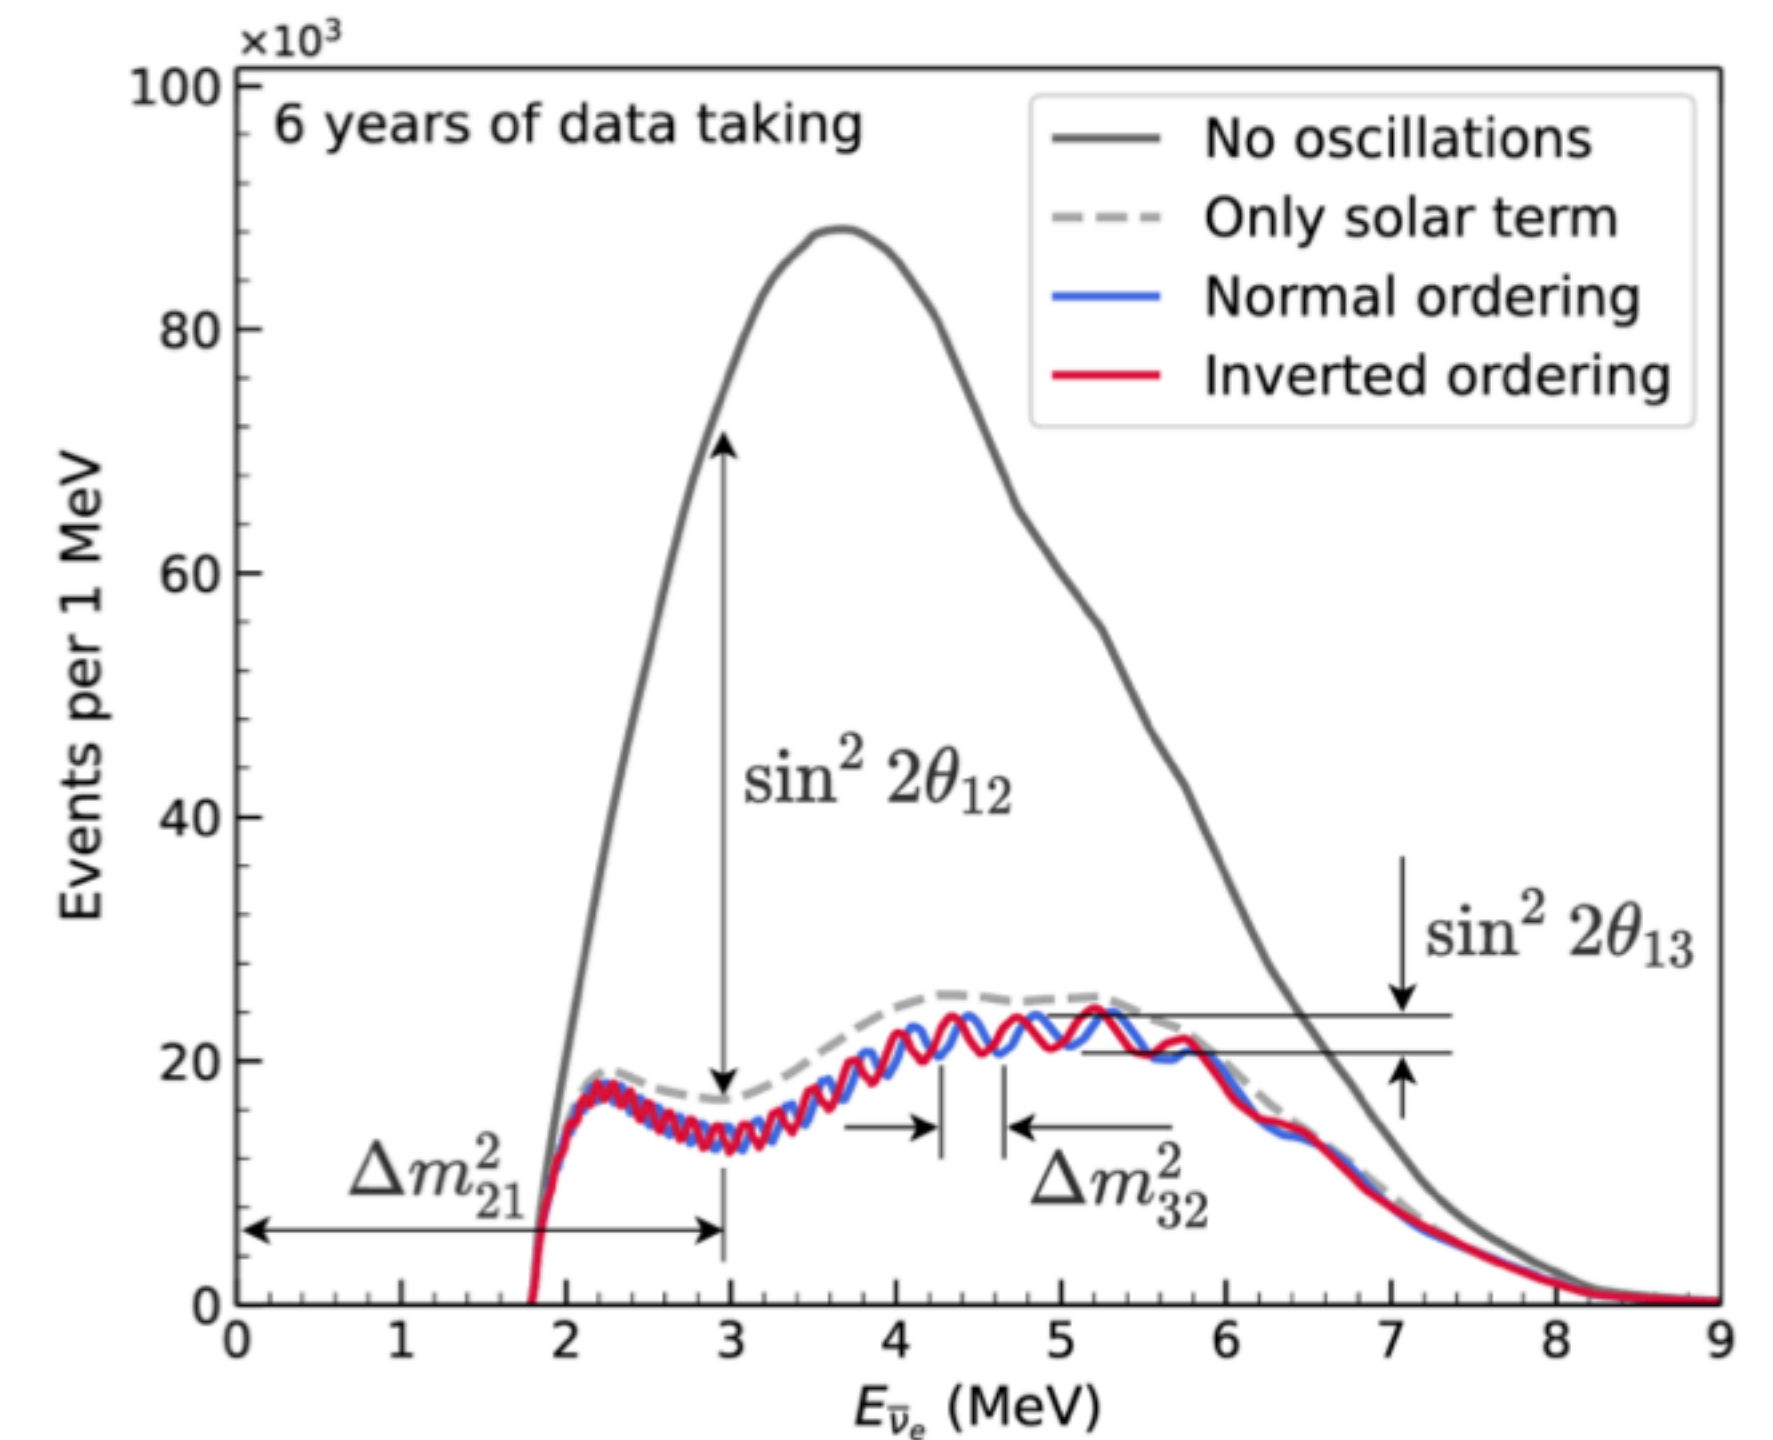 ×10³
100
80
60
40
20
0
Events per 1 MeV
6 years of data taking
No oscillations
Only solar term
Normal ordering
Inverted ordering
sin² 2θ₁₂
sin² 2θ₁₃
Δm²₂₁
Δm²₃₂
0 1 2 3 4 5 6 7 8 9
E_ν̅ₑ (MeV)